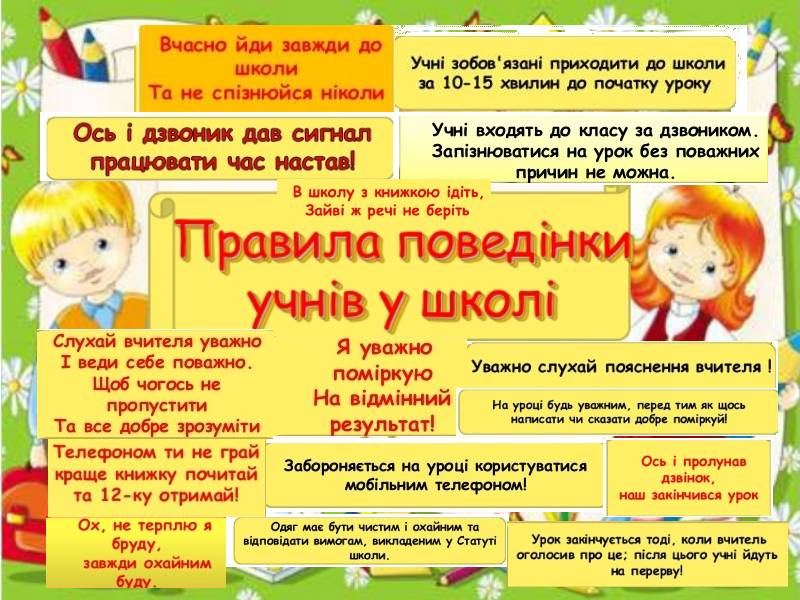 Вчасно йди завжди до
школи
Та не спізнюйся ніколи
Учні зобов'язані приходити до школи
за 10-15 хвилин до початку уроку
Ось і дзвоник дав сигнал
працювати час настав!
Учні входять до класу за дзвоником.
Запізнюватися на урок без поважних
причин не можна.
В школу з книжкою ідіть,
Зайві ж речі не беріть
Правила поведінки
учнів у школі
Слухай вчителя уважно
І веди себе поважно.
Щоб чогось не
пропустити
Та все добре зрозуміти
Я уважно
поміркую
На відмінний
результат!
Уважно слухай пояснення вчителя !
На уроці будь уважним, перед тим як щось
написати чи сказати добре поміркуй!
Телефоном ти не грай
краще книжку почитай
та 12-ку отримай!
Забороняється на уроці користуватися
мобільним телефоном!
Ось і пролунав
дзвінок,
наш закінчився урок
Ох, не терплю я
бруду,
завжди охайним
буду.
Одяг має бути чистим і охайним та
відповідати вимогам, викладеним у Статуті
школи.
Урок закінчується тоді, коли вчитель
оголосив про це; після цього учні йдуть
на перерву!